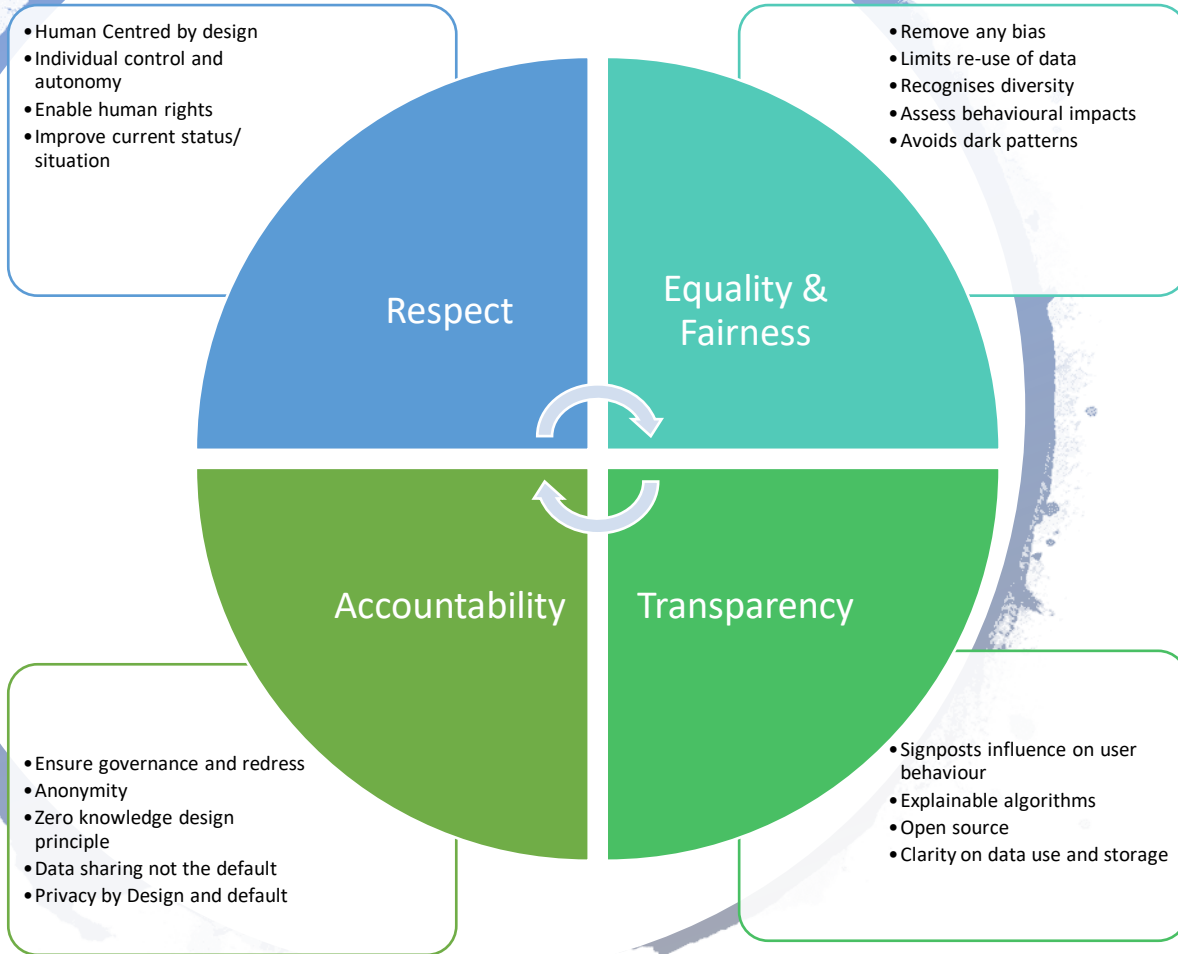 •Human Centred by design
•Individual control and
autonomy
•Enable human rights
•Improve current status/
situation
•Remove any bias
•Limits re-use of data
•Recognises diversity
•Assess behavioural impacts
•Avoids dark patterns
Respect
Equality &
Fairness
Accountability
Transparency
•Ensure governance and redress
•Anonymity
•Zero knowledge design
principle
•Data sharing not the default
•Privacy by Design and default
•Signposts influence on user
behaviour
•Explainable algorithms
•Open source
•Clarity on data use and storage